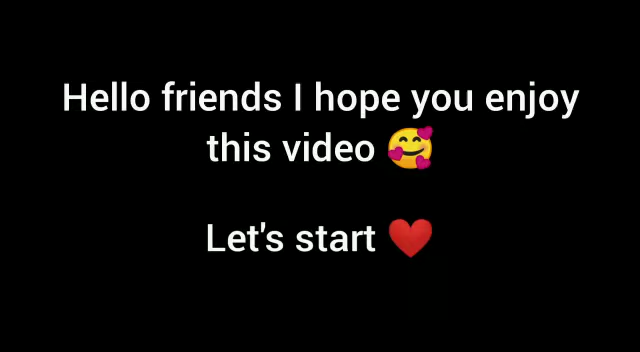 Hello friends I hope you enjoy
this video 🥰
Let's start ❤️